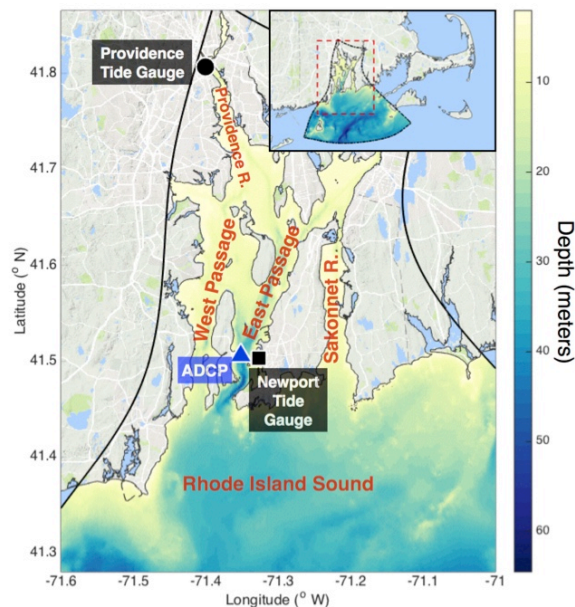 Providence
Tide Gauge
Providence R.
West Passage
East Passage
Sakonnet R.
ADCP
Newport
Tide
Gauge
Rhode Island Sound
41.8
41.7
41.6
41.5
41.4
41.3
Latitude (° N)
-71.6
-71.5
-71.4
-71.3
-71.2
-71.1
-71
Longitude (° W)
10
20
30
40
50
60
Depth (meters)